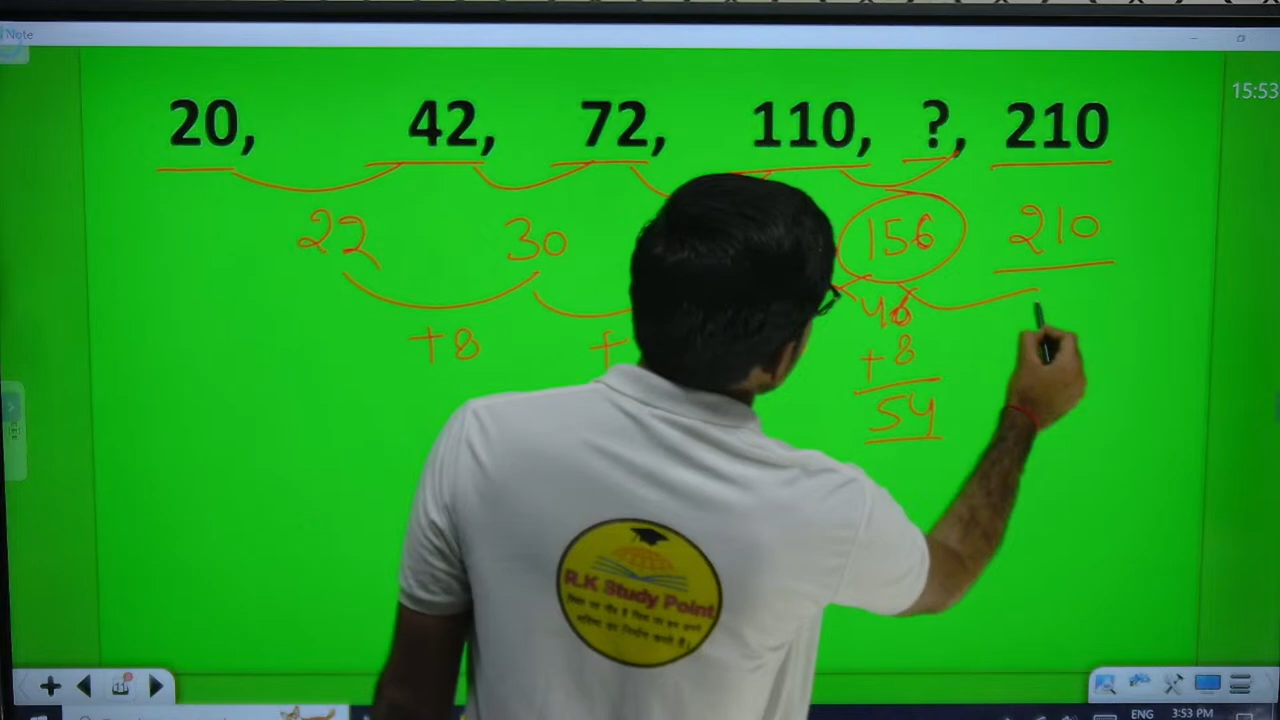 Note
15:53
20, 42, 72, 110, ?, 210
22 30 156 210
46
+8 + 8
54
R.K Study Point
ENG 3:53 PM